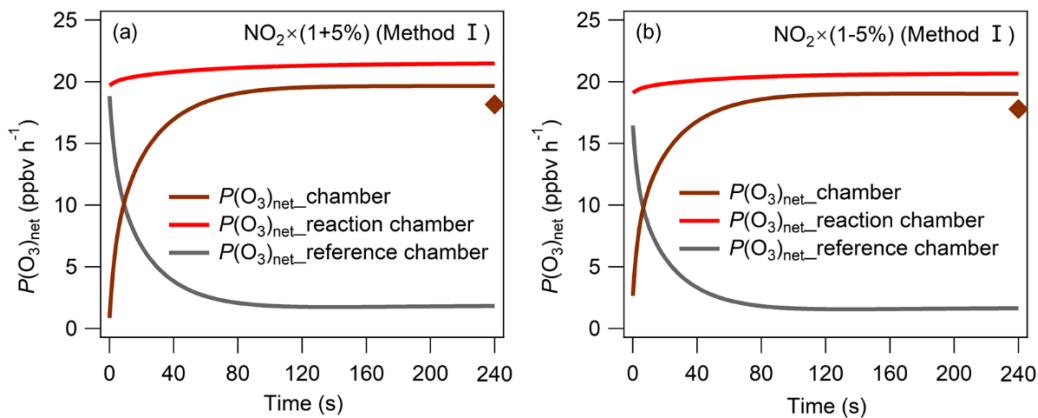 (a)
NO₂×(1+5%) (Method Ⅰ)
25
20
15
10
5
0
P(O₃)net (ppbv h⁻¹)
P(O₃)net_chamber
P(O₃)net_reaction chamber
P(O₃)net_reference chamber
0 40 80 120 160 200 240
Time (s)
(b)
NO₂×(1-5%) (Method Ⅰ)
25
20
15
10
5
0
P(O₃)net (ppbv h⁻¹)
P(O₃)net_chamber
P(O₃)net_reaction chamber
P(O₃)net_reference chamber
0 40 80 120 160 200 240
Time (s)